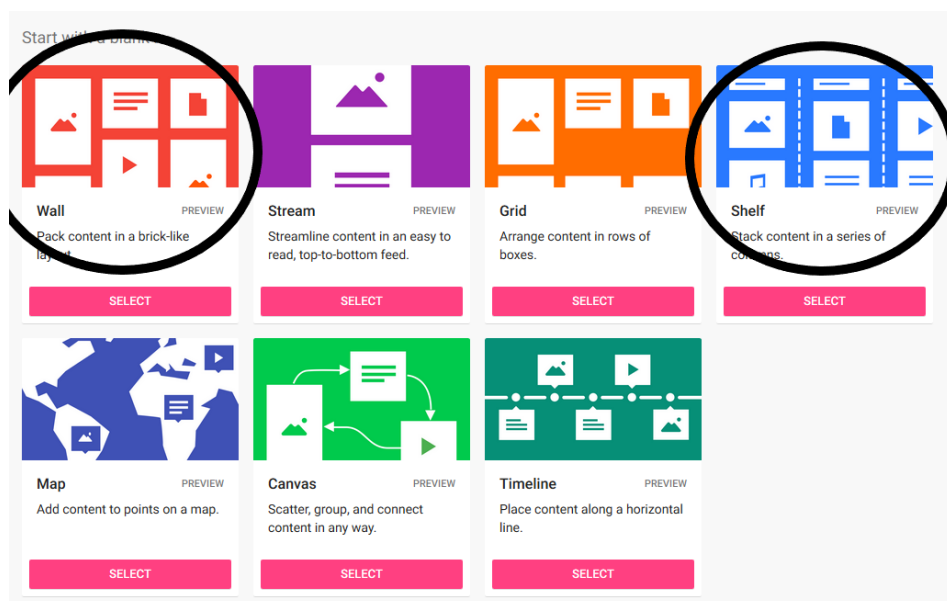 Start with a blank
Wall PREVIEW
Pack content in a brick-like
layout.
SELECT
Stream PREVIEW
Streamline content in an easy to
read, top-to-bottom feed.
SELECT
Grid PREVIEW
Arrange content in rows of
boxes.
SELECT
Shelf PREVIEW
Stack content in a series of
columns.
SELECT
Map PREVIEW
Add content to points on a map.
SELECT
Canvas PREVIEW
Scatter, group, and connect
content in any way.
SELECT
Timeline PREVIEW
Place content along a horizontal
line.
SELECT